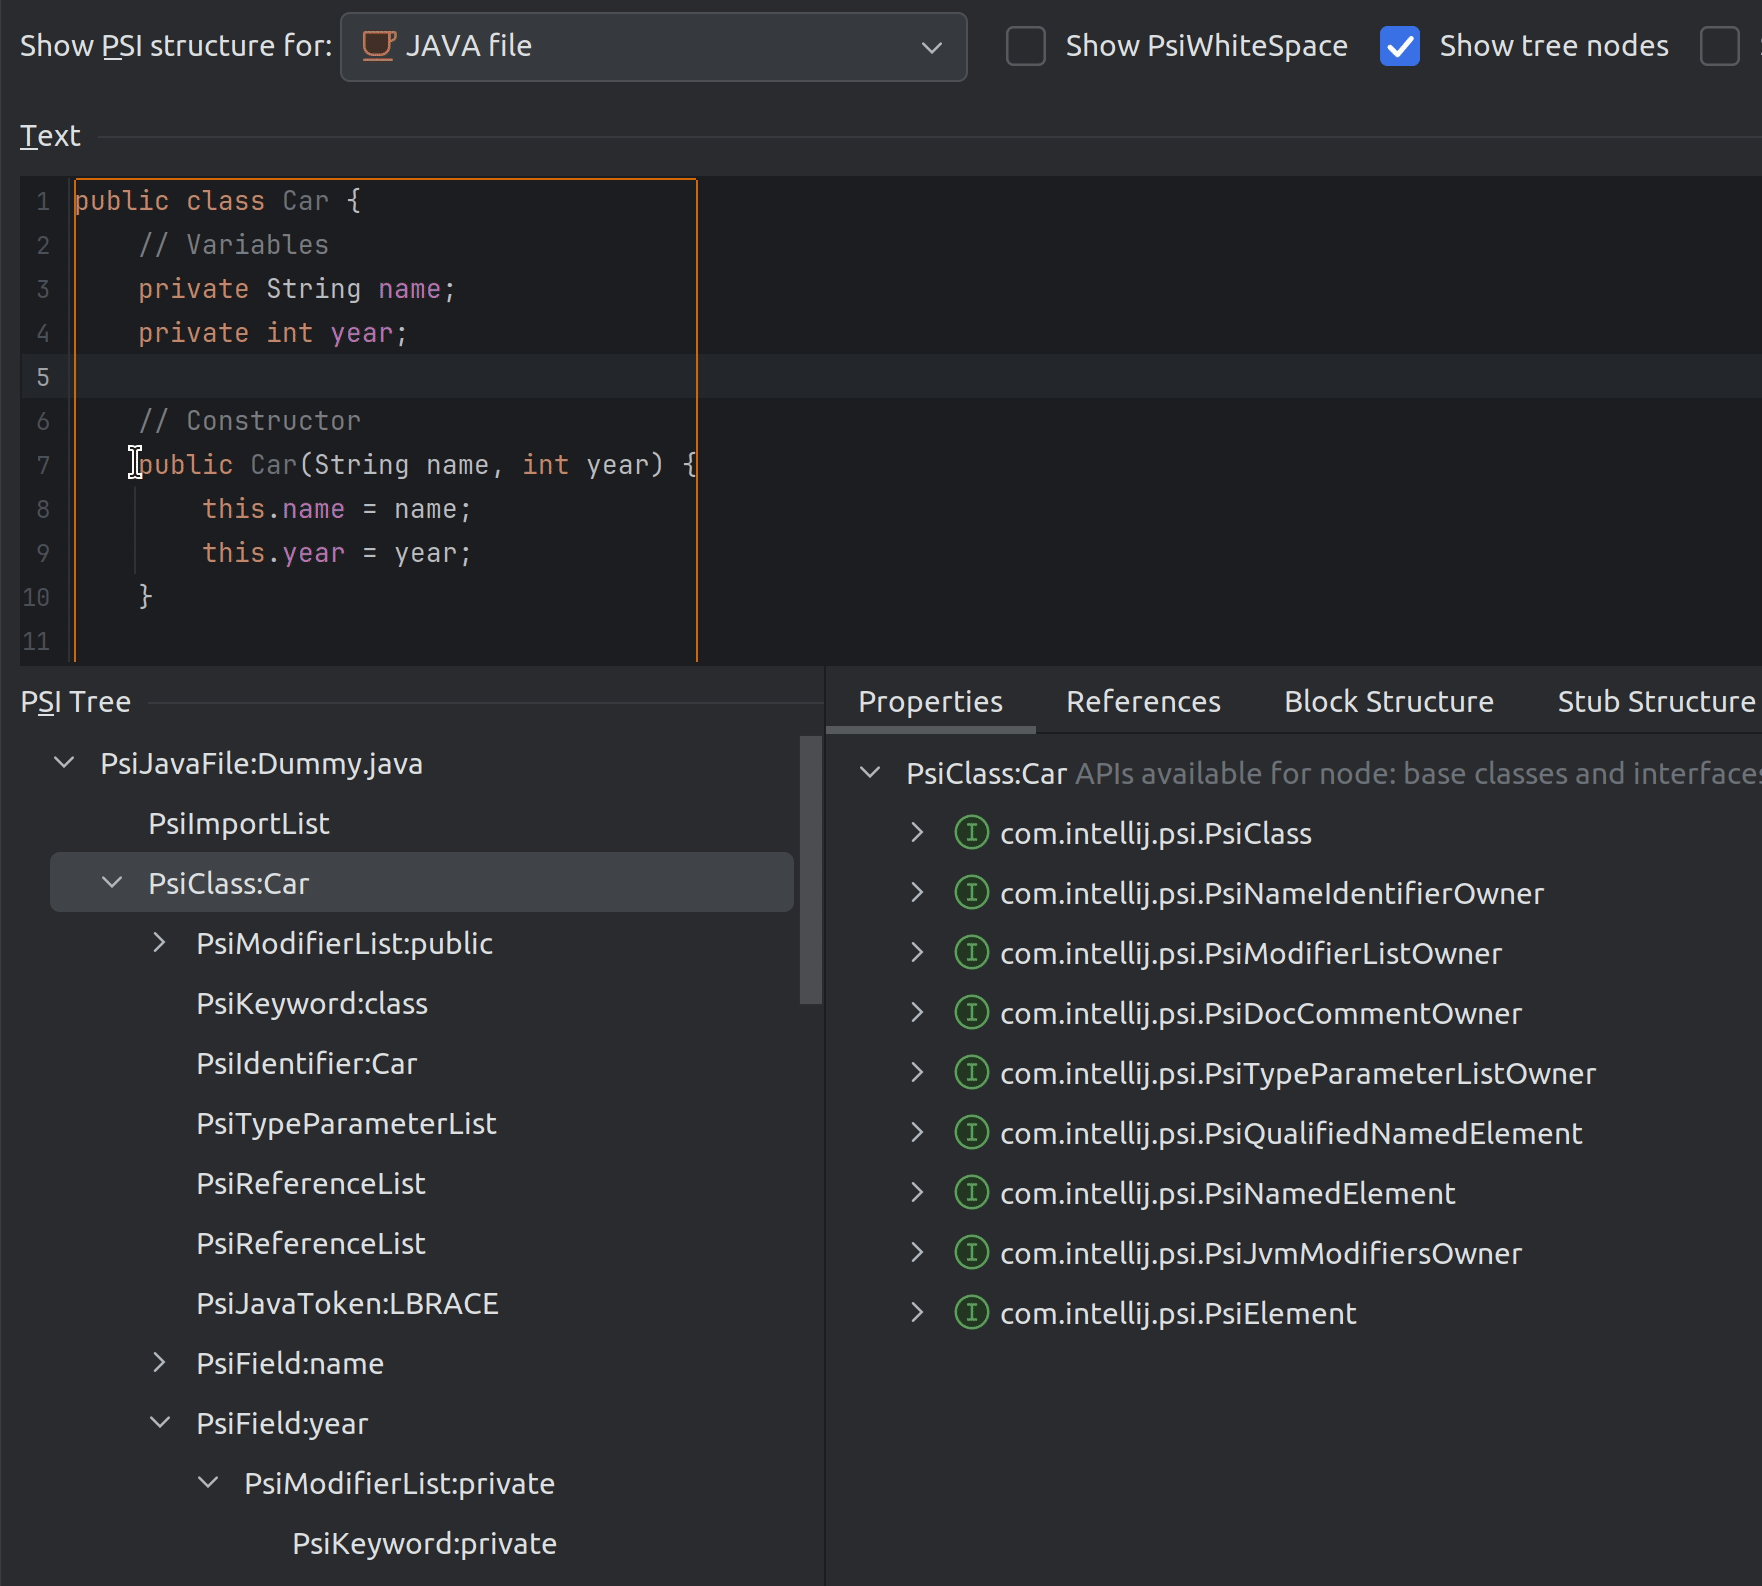 Show PSI structure for: JAVA file Show PsiWhiteSpace Show tree nodes
Text
1 public class Car {
2 // Variables
3 private String name;
4 private int year;
5
6 // Constructor
7 public Car(String name, int year) {
8 this.name = name;
9 this.year = year;
10 }
11
PSI Tree
PsiJavaFile:Dummy.java
PsiImportList
PsiClass:Car
PsiModifierList:public
PsiKeyword:class
PsiIdentifier:Car
PsiTypeParameterList
PsiReferenceList
PsiReferenceList
PsiJavaToken:LBRACE
PsiField:name
PsiField:year
PsiModifierList:private
PsiKeyword:private
Properties References Block Structure Stub Structure
PsiClass:Car APIs available for node: base classes and interfaces
I com.intellij.psi.PsiClass
I com.intellij.psi.PsiNameIdentifierOwner
I com.intellij.psi.PsiModifierListOwner
I com.intellij.psi.PsiDocCommentOwner
I com.intellij.psi.PsiTypeParameterListOwner
I com.intellij.psi.PsiQualifiedNamedElement
I com.intellij.psi.PsiNamedElement
I com.intellij.psi.PsiJvmModifiersOwner
I com.intellij.psi.PsiElement